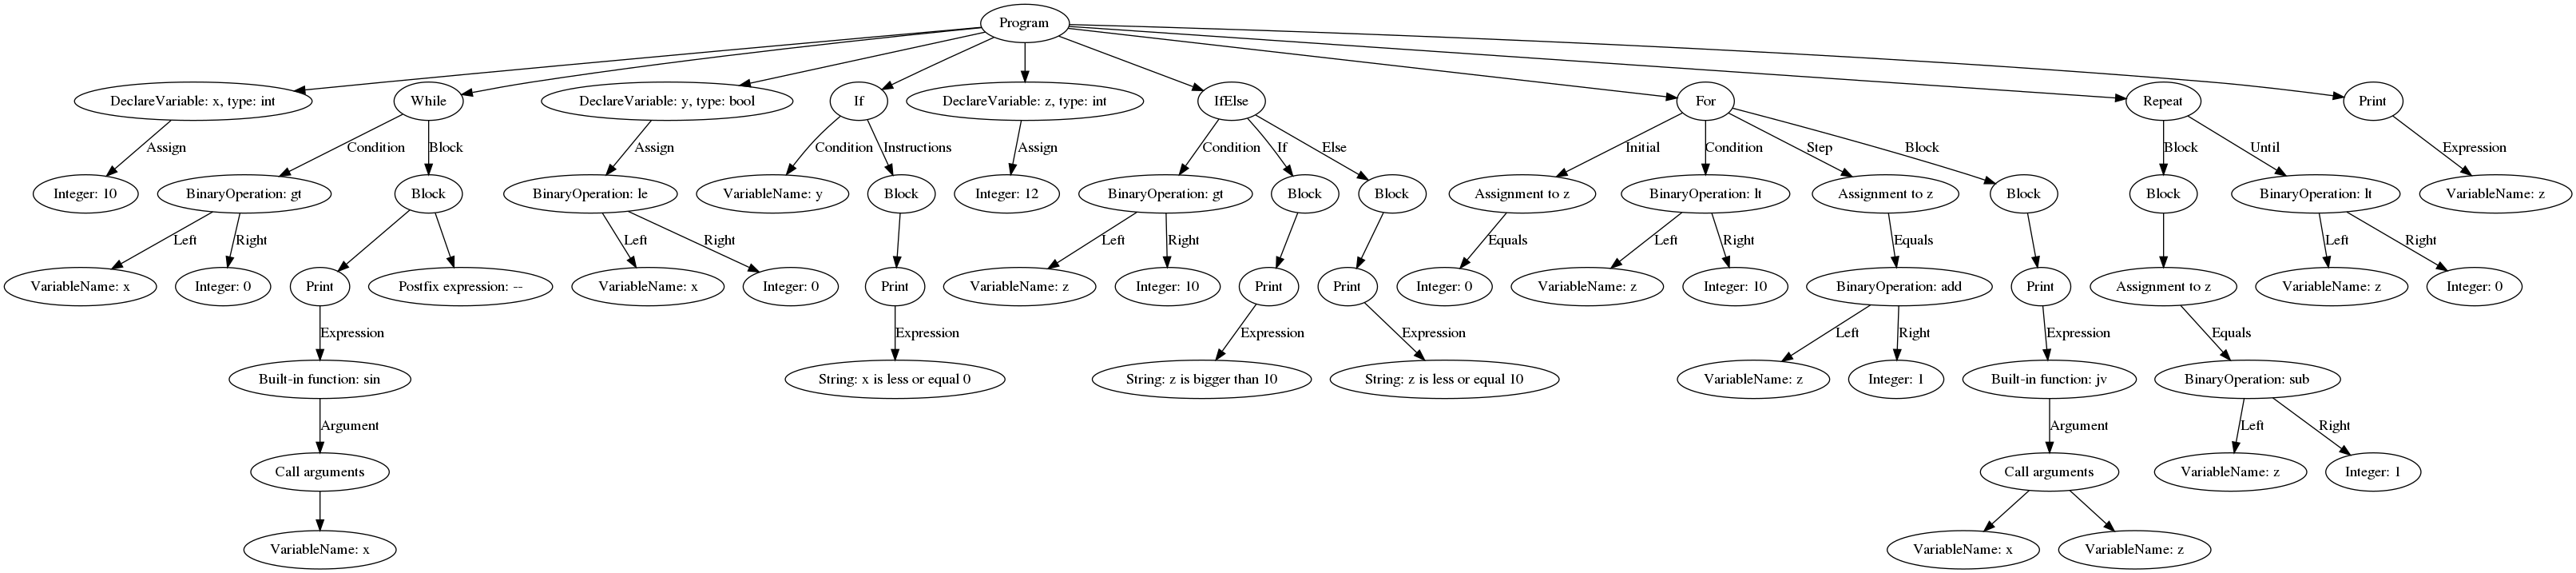 Program
DeclareVariable: x, type: int
While
DeclareVariable: y, type: bool
If
DeclareVariable: z, type: int
IfElse
For
Repeat
Print
Assign
Condition
Block
Assign
Condition
Instructions
Assign
Condition
If
Else
Initial
Condition
Step
Block
Block
Until
Expression
Integer: 10
BinaryOperation: gt
Block
BinaryOperation: le
VariableName: y
Block
Integer: 12
BinaryOperation: gt
Block
Block
Assignment to z
BinaryOperation: lt
Assignment to z
Block
Block
BinaryOperation: lt
VariableName: z
Left
Right
Left
Right
Left
Right
Equals
Left
Right
Equals
Left
Right
VariableName: x
Integer: 0
Print
Postfix expression: --
VariableName: x
Integer: 0
Print
VariableName: z
Integer: 10
Print
Print
Integer: 0
VariableName: z
Integer: 10
BinaryOperation: add
Print
Assignment to z
VariableName: z
Integer: 0
Expression
Expression
Expression
Expression
Left
Right
Expression
Equals
Built-in function: sin
String: x is less or equal 0
String: z is bigger than 10
String: z is less or equal 10
VariableName: z
Integer: 1
Built-in function: jv
BinaryOperation: sub
Argument
Argument
Left
Right
Call arguments
Call arguments
VariableName: z
Integer: 1
VariableName: x
VariableName: x
VariableName: z